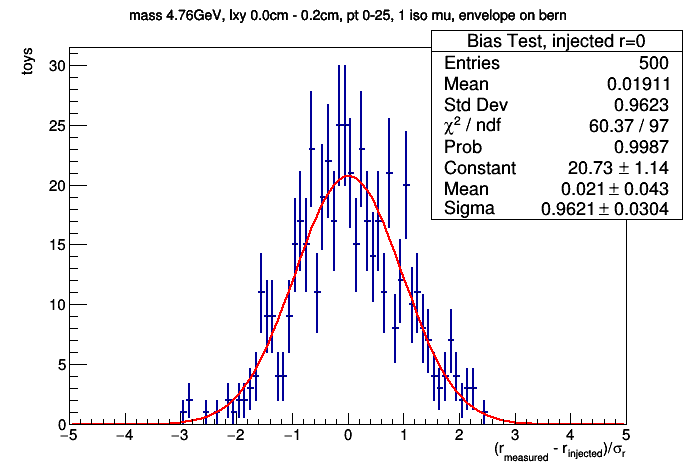 mass 4.76GeV, lxy 0.0cm - 0.2cm, pt 0-25, 1 iso mu, envelope on bern
toys
Bias Test, injected r=0
Entries 500
Mean 0.01911
Std Dev 0.9623
χ² / ndf 60.37 / 97
Prob 0.9987
Constant 20.73 ± 1.14
Mean 0.021 ± 0.043
Sigma 0.9621 ± 0.0304
30
25
20
15
10
5
0
−5 −4 −3 −2 −1 0 1 2 3 4 5
(r_measured - r_injected)/σ_r